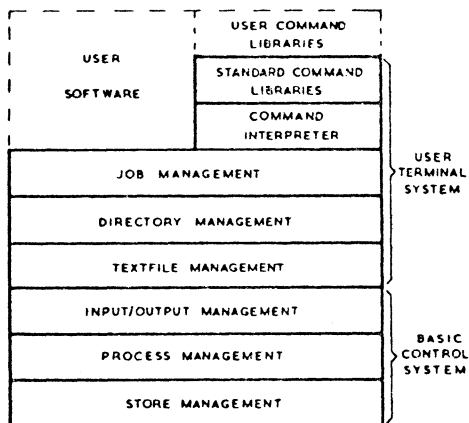 USER COMMAND
LIBRARIES
USER
SOFTWARE
STANDARD COMMAND
LIBRARIES
COMMAND
INTERPRETER
JOB MANAGEMENT
DIRECTORY MANAGEMENT
TEXTFILE MANAGEMENT
USER
TERMINAL
SYSTEM
INPUT/OUTPUT MANAGEMENT
PROCESS MANAGEMENT
STORE MANAGEMENT
BASIC
CONTROL
SYSTEM